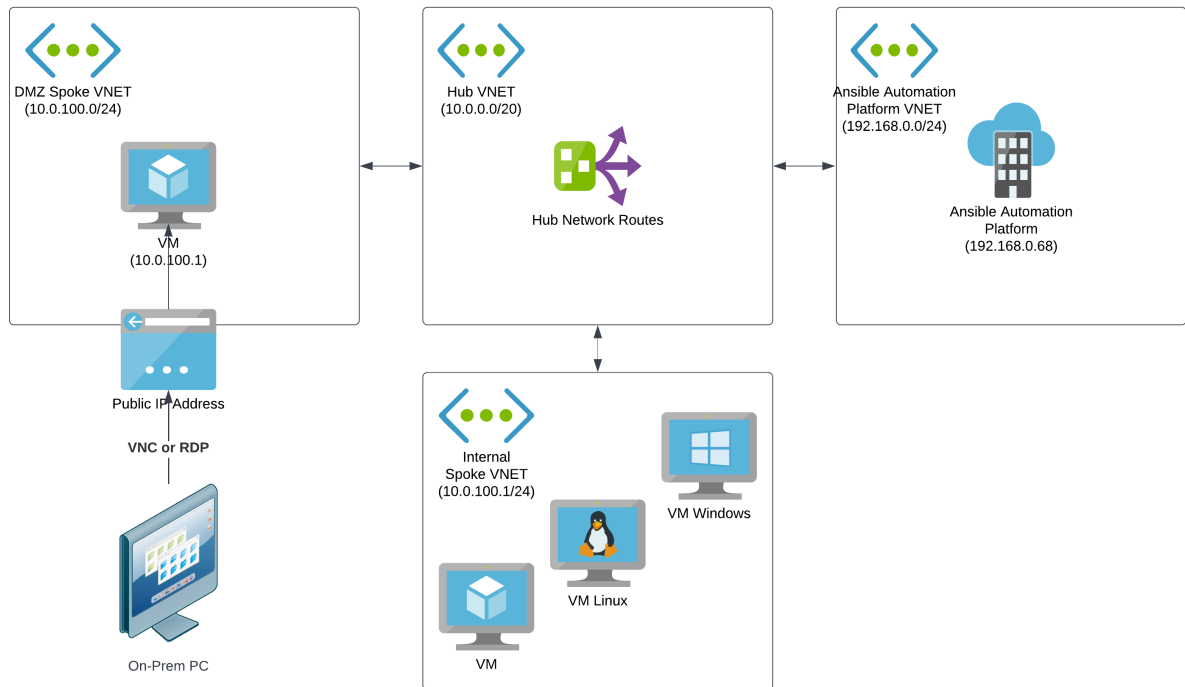 DMZ Spoke VNET
(10.0.100.0/24)
VM
(10.0.100.1)
Public IP Address
VNC or RDP
On-Prem PC
Hub VNET
(10.0.0.0/20)
Hub Network Routes
Ansible Automation
Platform VNET
(192.168.0.0/24)
Ansible Automation
Platform
(192.168.0.68)
Internal
Spoke VNET
(10.0.100.1/24)
VM Windows
VM Linux
VM